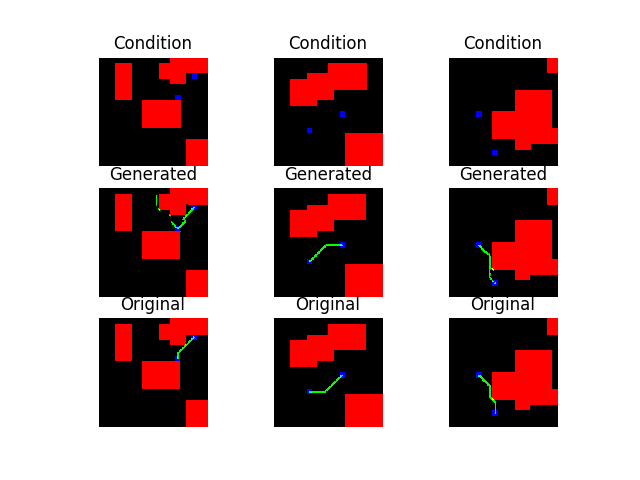 Condition Condition Condition
Generated Generated Generated
Original Original Original